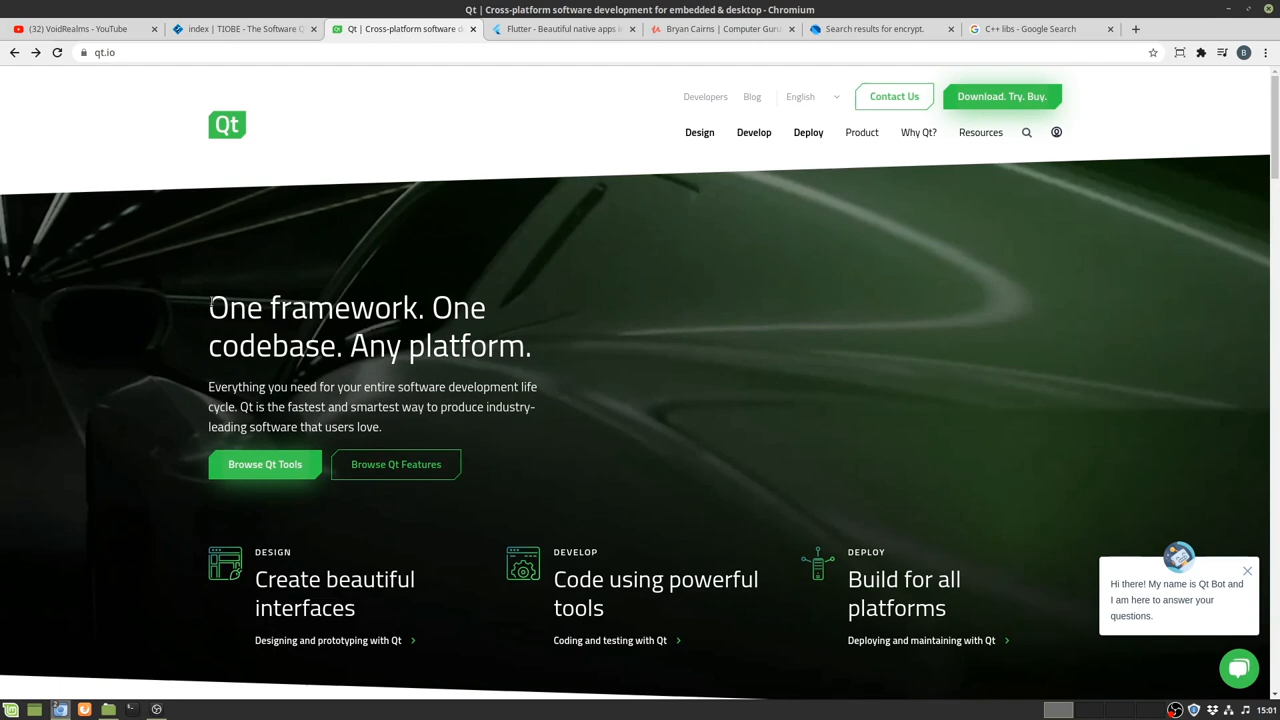 Qt | Cross-platform software development for embedded & desktop - Chromium
(32) VoidRealms - YouTube
index | TIOBE - The Software Q
Qt | Cross-platform software d
Flutter - Beautiful native apps i
Bryan Cairns | Computer Guru
Search results for encrypt.
C++ libs - Google Search
qt.io
B
Developers Blog English Contact Us Download. Try. Buy.
Qt
Design Develop Deploy Product Why Qt? Resources
One framework. One
codebase. Any platform.
Everything you need for your entire software development life
cycle. Qt is the fastest and smartest way to produce industry-
leading software that users love.
Browse Qt Tools Browse Qt Features
DESIGN
Create beautiful
interfaces
Designing and prototyping with Qt
DEVELOP
Code using powerful
tools
Coding and testing with Qt
DEPLOY
Build for all
platforms
Deploying and maintaining with Qt
Hi there! My name is Qt Bot and
I am here to answer your
questions.
15:01